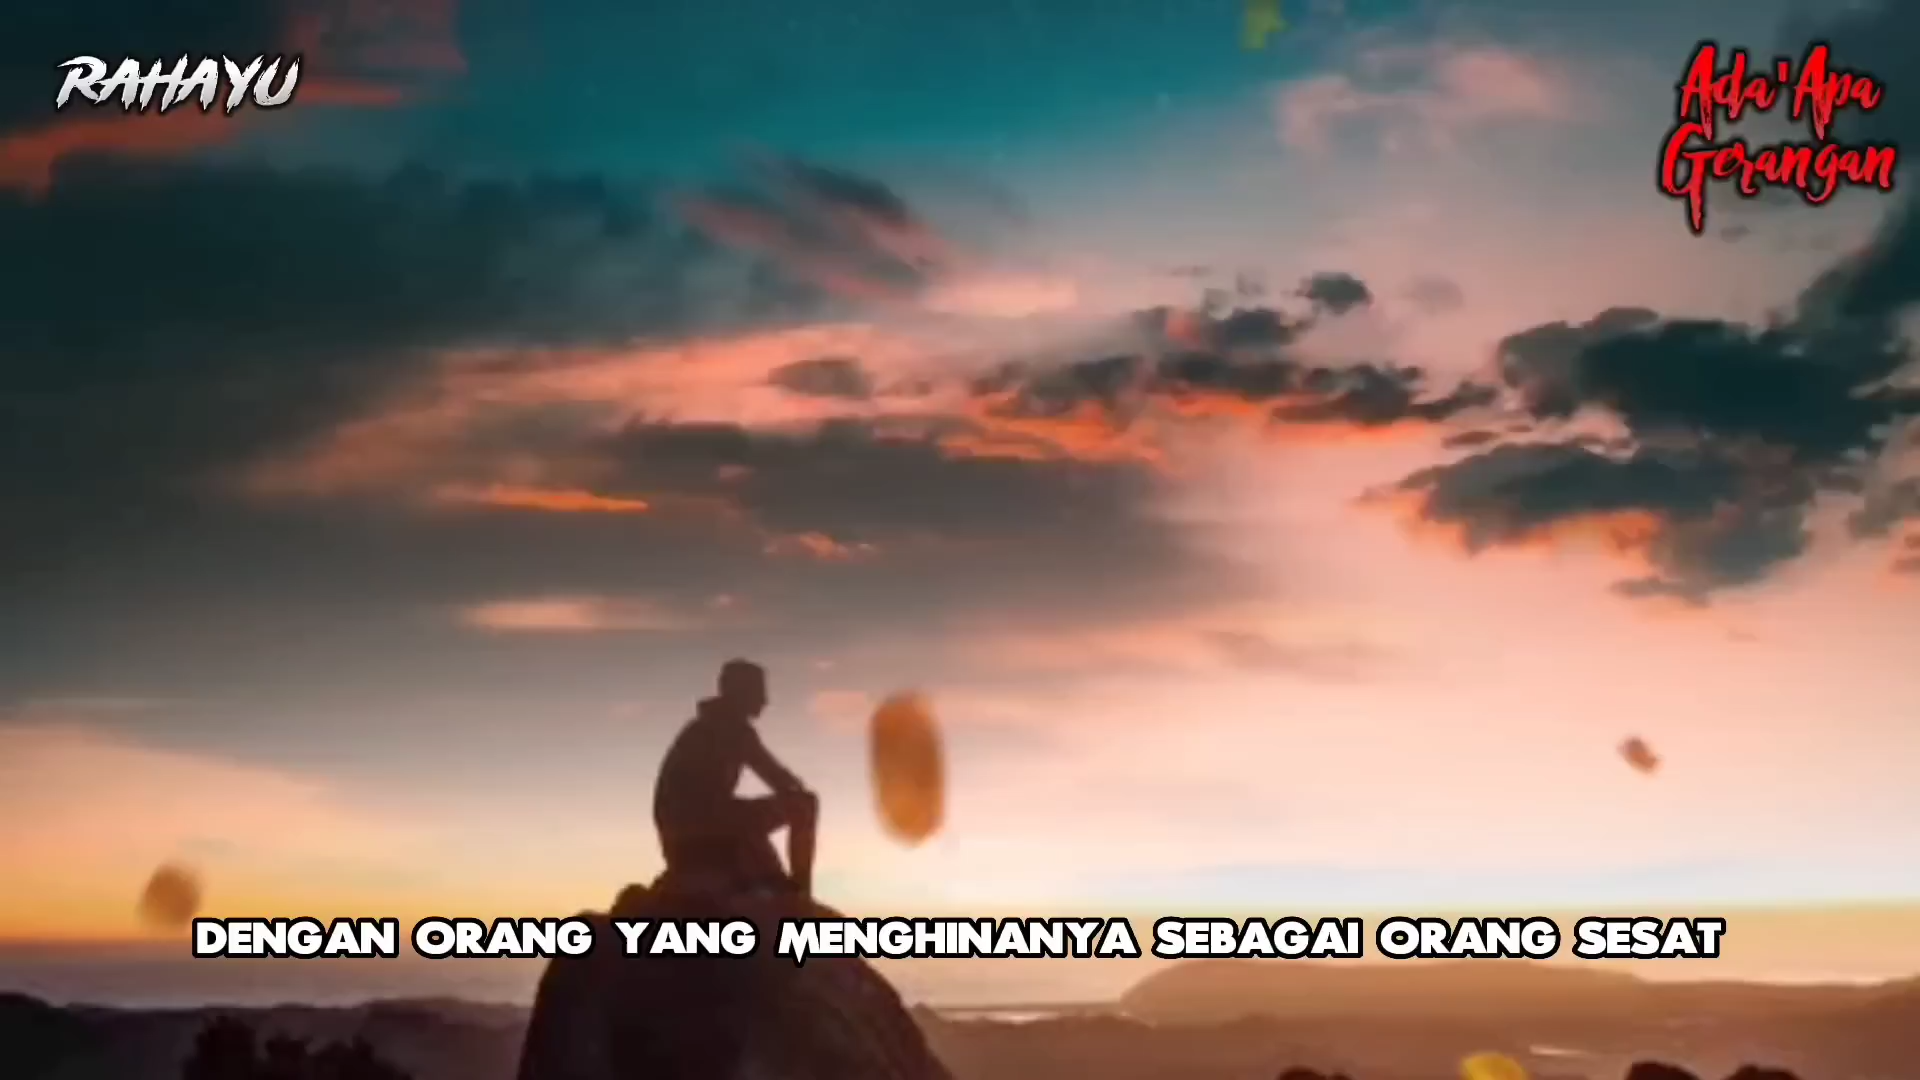 RAHAYU
Ada'Apa
Gerangan
DENGAN ORANG YANG MENGHINANYA SEBAGAI ORANG SESAT